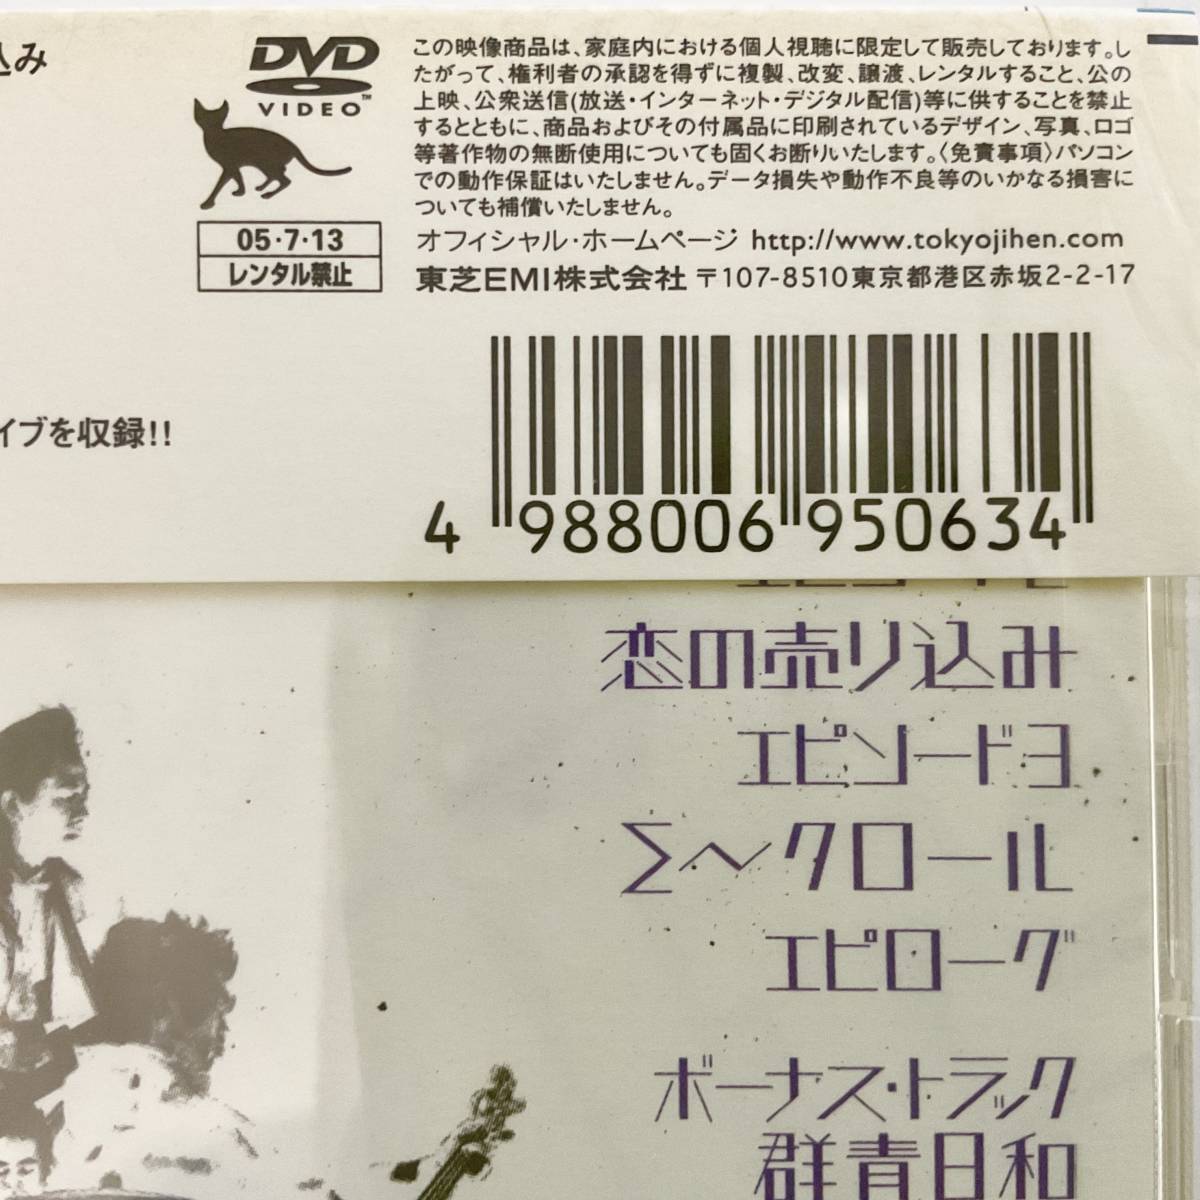 込み
DVD
VIDEO™
この映像商品は、家庭内における個人視聴に限定して販売しております。し
たがって、権利者の承認を得ずに複製、改変、譲渡、レンタルすること、公の
上映、公衆送信(放送・インターネット・デジタル配信)等に供することを禁止
するとともに、商品およびその付属品に印刷されているデザイン、写真、ロゴ
等著作物の無断使用についても固くお断りいたします。〈免責事項〉パソコン
での動作保証はいたしません。データ損失や動作不良等のいかなる損害に
ついても補償いたしません。
05・7・13
レンタル禁止
オフィシャル・ホームページ http://www.tokyojihen.com
東芝EMI株式会社 〒107-8510東京都港区赤坂2-2-17
イブを収録!!
4 988006 950634
恋の売り込み
エピソード3
Σ〜クロール
エピローグ
ボーナス・トラック
群青日和